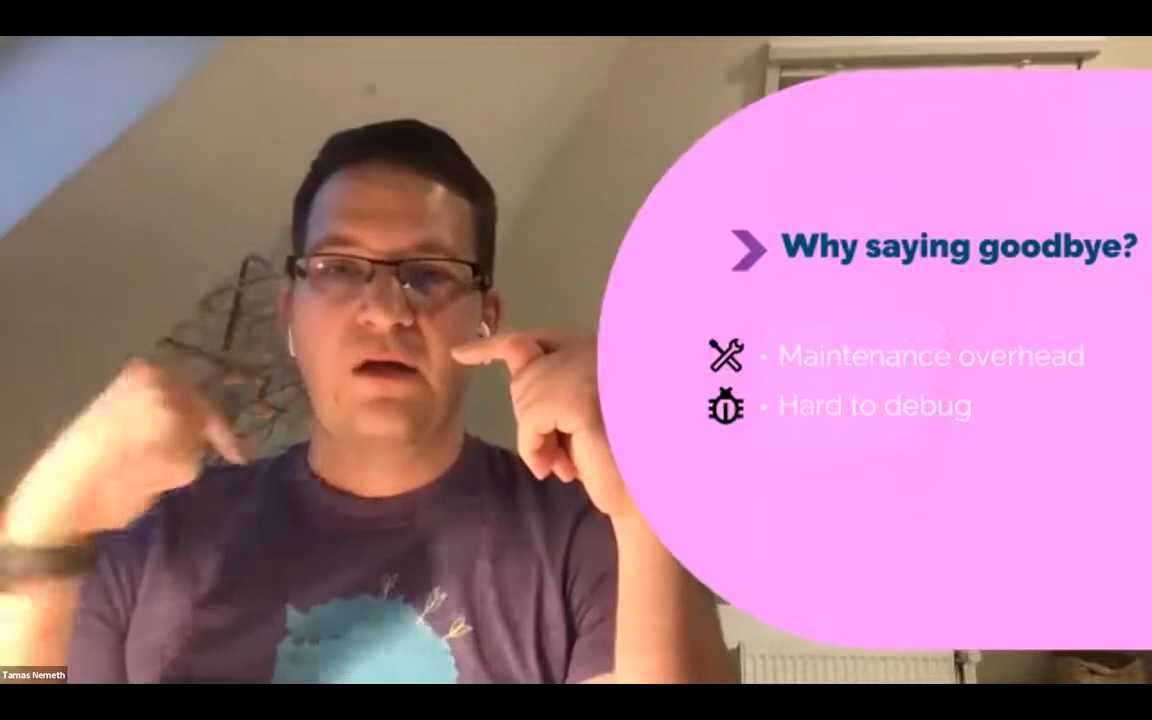 Why saying goodbye?
• Maintenance overhead
• Hard to debug
Tamas Nemeth